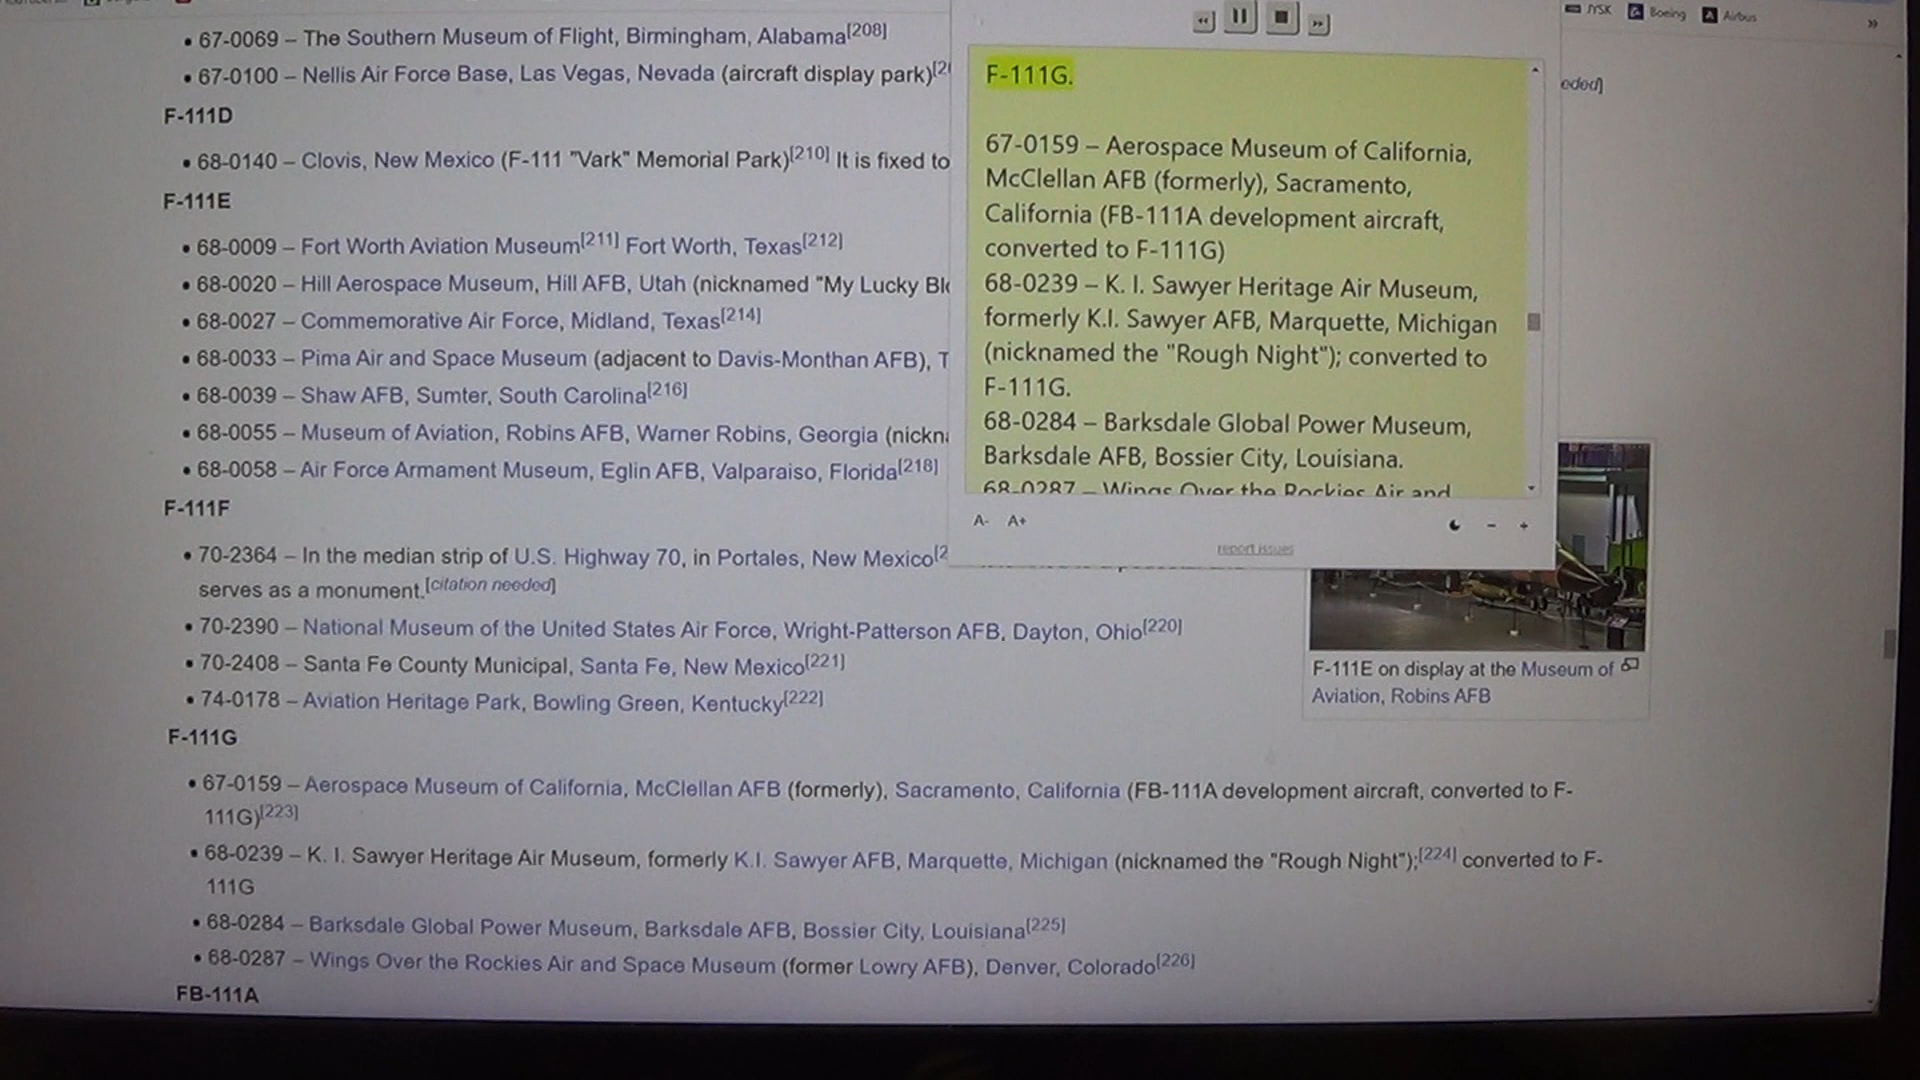 JYSK
Boeing
Airbus
»
• 67-0069 – The Southern Museum of Flight, Birmingham, Alabama[208]
• 67-0100 – Nellis Air Force Base, Las Vegas, Nevada (aircraft display park)
F-111D
• 68-0140 – Clovis, New Mexico (F-111 "Vark" Memorial Park)[210] It is fixed to
F-111E
• 68-0009 – Fort Worth Aviation Museum[211] Fort Worth, Texas[212]
• 68-0020 – Hill Aerospace Museum, Hill AFB, Utah (nicknamed "My Lucky
• 68-0027 – Commemorative Air Force, Midland, Texas[214]
• 68-0033 – Pima Air and Space Museum (adjacent to Davis-Monthan AFB), T
• 68-0039 – Shaw AFB, Sumter, South Carolina[216]
• 68-0055 – Museum of Aviation, Robins AFB, Warner Robins, Georgia
• 68-0058 – Air Force Armament Museum, Eglin AFB, Valparaiso, Florida[218]
F-111F
• 70-2364 – In the median strip of U.S. Highway 70, in Portales, New Mexico[2
serves as a monument.[citation needed]
• 70-2390 – National Museum of the United States Air Force, Wright-Patterson AFB, Dayton, Ohio[220]
• 70-2408 – Santa Fe County Municipal, Santa Fe, New Mexico[221]
• 74-0178 – Aviation Heritage Park, Bowling Green, Kentucky[222]
F-111G
• 67-0159 – Aerospace Museum of California, McClellan AFB (formerly), Sacramento, California (FB-111A development aircraft, converted to F-
111G)[223]
• 68-0239 – K. I. Sawyer Heritage Air Museum, formerly K.I. Sawyer AFB, Marquette, Michigan (nicknamed the "Rough Night");[224] converted to F-
111G
• 68-0284 – Barksdale Global Power Museum, Barksdale AFB, Bossier City, Louisiana[225]
• 68-0287 – Wings Over the Rockies Air and Space Museum (former Lowry AFB), Denver, Colorado[226]
FB-111A
F-111G.
67-0159 – Aerospace Museum of California,
McClellan AFB (formerly), Sacramento,
California (FB-111A development aircraft,
converted to F-111G)
68-0239 – K. I. Sawyer Heritage Air Museum,
formerly K.I. Sawyer AFB, Marquette, Michigan
(nicknamed the "Rough Night"); converted to
F-111G.
68-0284 – Barksdale Global Power Museum,
Barksdale AFB, Bossier City, Louisiana.
68-0287 – Wings Over the Rockies Air and
A- A+ - +
report issues
eded]
F-111E on display at the Museum of
Aviation, Robins AFB